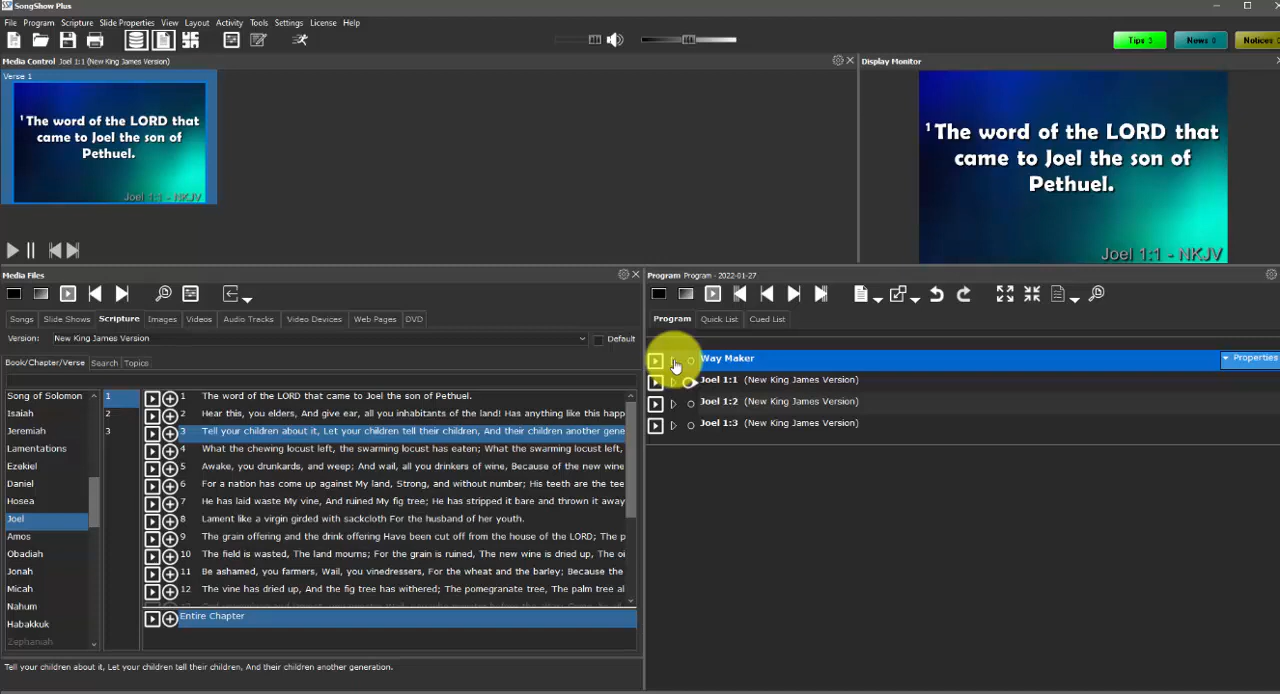 SongShow Plus
File Program Scripture Slide Properties View Layout Activity Tools Settings License Help
Tips 3 News 0 Notices 0
Media Control Joel 1:1 (New King James Version)
Display Monitor
Verse 1
1 The word of the LORD that
came to Joel the son of
Pethuel.
Joel 1:1 - NKJV
1 The word of the LORD that
came to Joel the son of
Pethuel.
Joel 1:1 - NKJV
Media Files
Songs Slide Shows Scripture Images Videos Audio Tracks Video Devices Web Pages DVD
Version: New King James Version Default
Book/Chapter/Verse Search Topics
Song of Solomon
Isaiah
Jeremiah
Lamentations
Ezekiel
Daniel
Hosea
Joel
Amos
Obadiah
Jonah
Micah
Nahum
Habakkuk
Zephaniah
1
2
3
1 The word of the LORD that came to Joel the son of Pethuel.
2 Hear this, you elders, And give ear, all you inhabitants of the land! Has anything like this happ
3 Tell your children about it, Let your children tell their children, And their children another gene
4 What the chewing locust left, the swarming locust has eaten; What the swarming locust left,
5 Awake, you drunkards, and weep; And wail, all you drinkers of wine, Because of the new wine
6 For a nation has come up against My land, Strong, and without number; His teeth are the tee
7 He has laid waste My vine, And ruined My fig tree; He has stripped it bare and thrown it away
8 Lament like a virgin girded with sackcloth For the husband of her youth.
9 The grain offering and the drink offering Have been cut off from the house of the LORD; The p
10 The field is wasted, The land mourns; For the grain is ruined, The new wine is dried up, The oi
11 Be ashamed, you farmers, Wail, you vinedressers, For the wheat and the barley; Because the
12 The vine has dried up, And the fig tree has withered; The pomegranate tree, The palm tree al
Entire Chapter
Tell your children about it, Let your children tell their children, And their children another generation.
Program Program - 2022-01-27
Program Quick List Cued List
Way Maker Properties
Joel 1:1 (New King James Version)
Joel 1:2 (New King James Version)
Joel 1:3 (New King James Version)